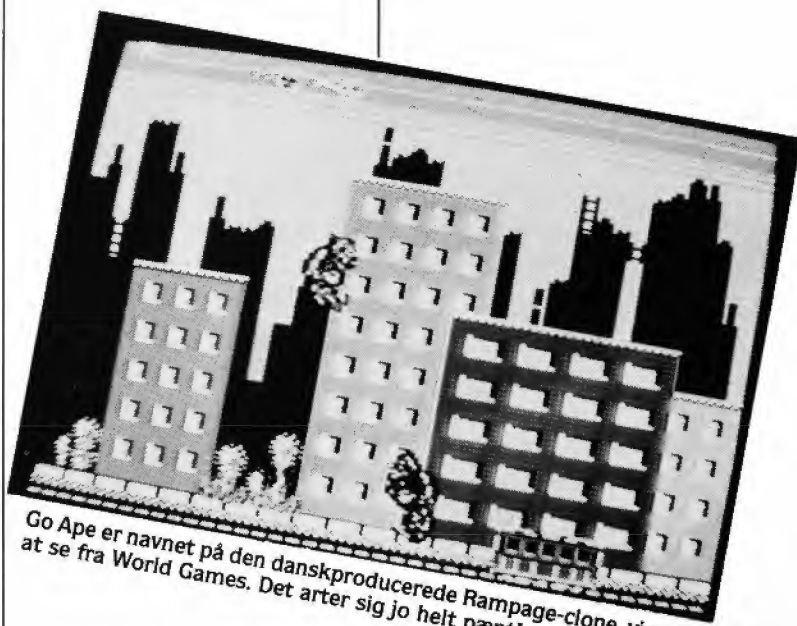 Go Ape er navnet på den danskproducerede Rampage-clone,
at se fra World Games. Det arter sig jo helt